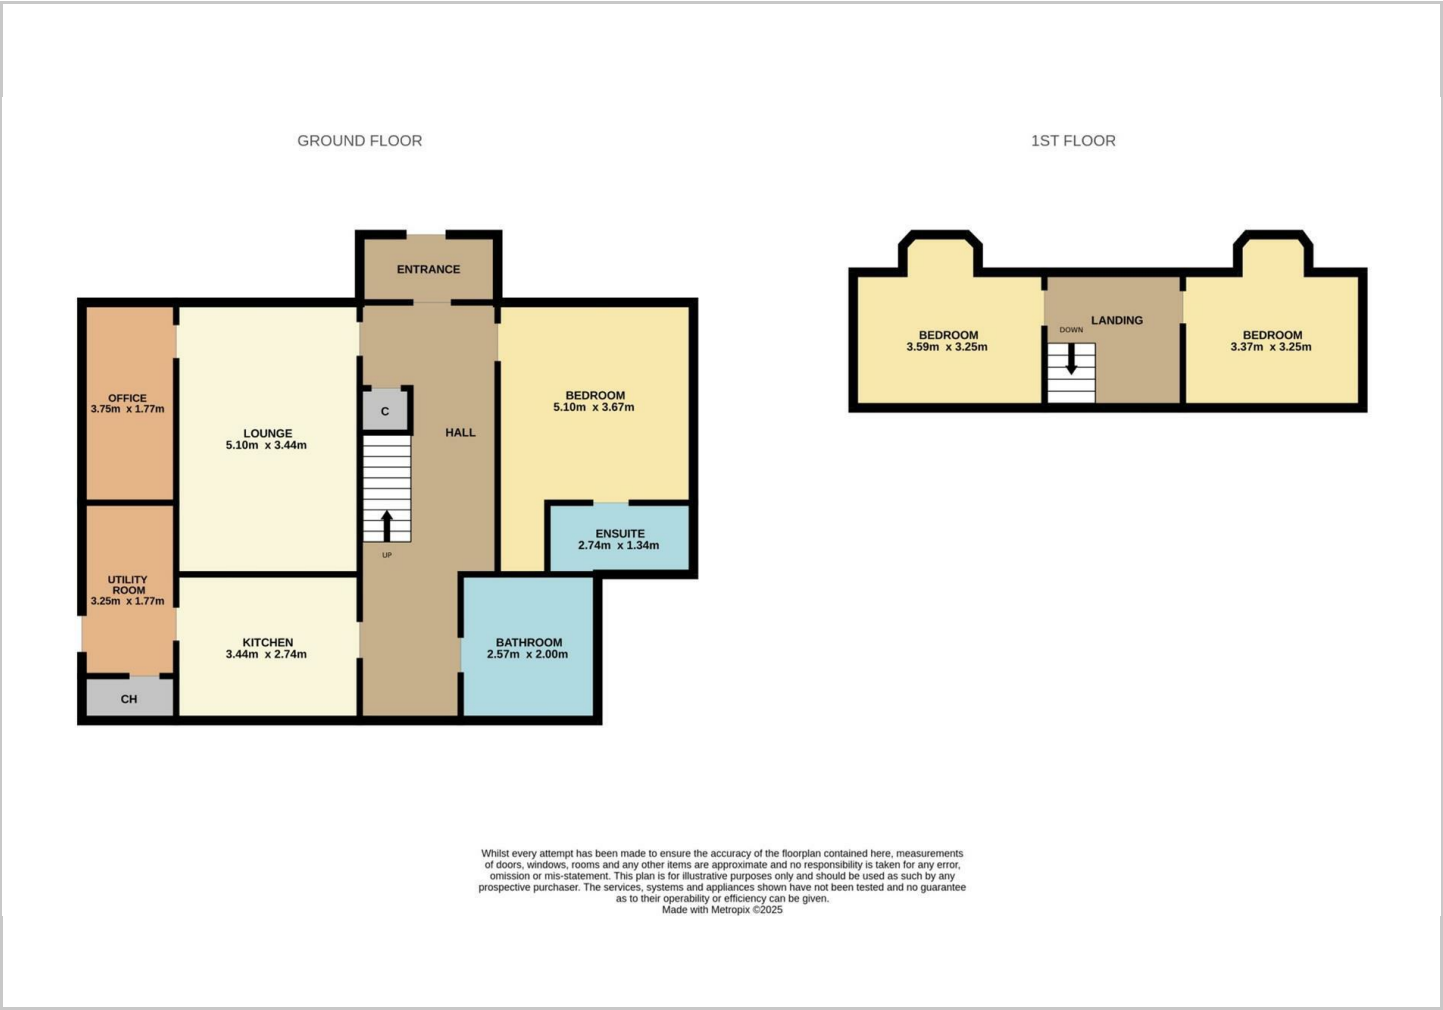 GROUND FLOOR
1ST FLOOR
ENTRANCE
OFFICE
3.75m x 1.77m
LOUNGE
5.10m x 3.44m
C
HALL
BEDROOM
5.10m x 3.67m
ENSUITE
2.74m x 1.34m
UP
UTILITY
ROOM
3.25m x 1.77m
KITCHEN
3.44m x 2.74m
BATHROOM
2.57m x 2.00m
CH
BEDROOM
3.59m x 3.25m
LANDING
DOWN
BEDROOM
3.37m x 3.25m
Whilst every attempt has been made to ensure the accuracy of the floorplan contained here, measurements
of doors, windows, rooms and any other items are approximate and no responsibility is taken for any error,
omission or mis-statement. This plan is for illustrative purposes only and should be used as such by any
prospective purchaser. The services, systems and appliances shown have not been tested and no guarantee
as to their operability or efficiency can be given.
Made with Metropix ©2025